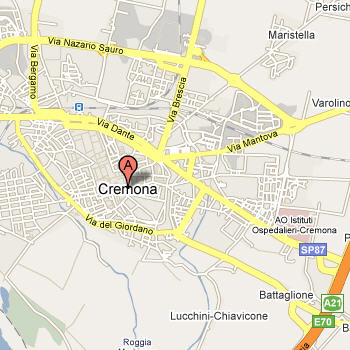 Persich
Maristella
Via Nazario Sauro
Via Bergamo
Via Brescia
Varolino
Via Dante
Via Mantova
A
Cremona
Via del Giordano
AO Istituti
Ospedalieri-Cremona
SP87
P
Battaglione
A21
E70
Lucchini-Chiavicone
B
Roggia